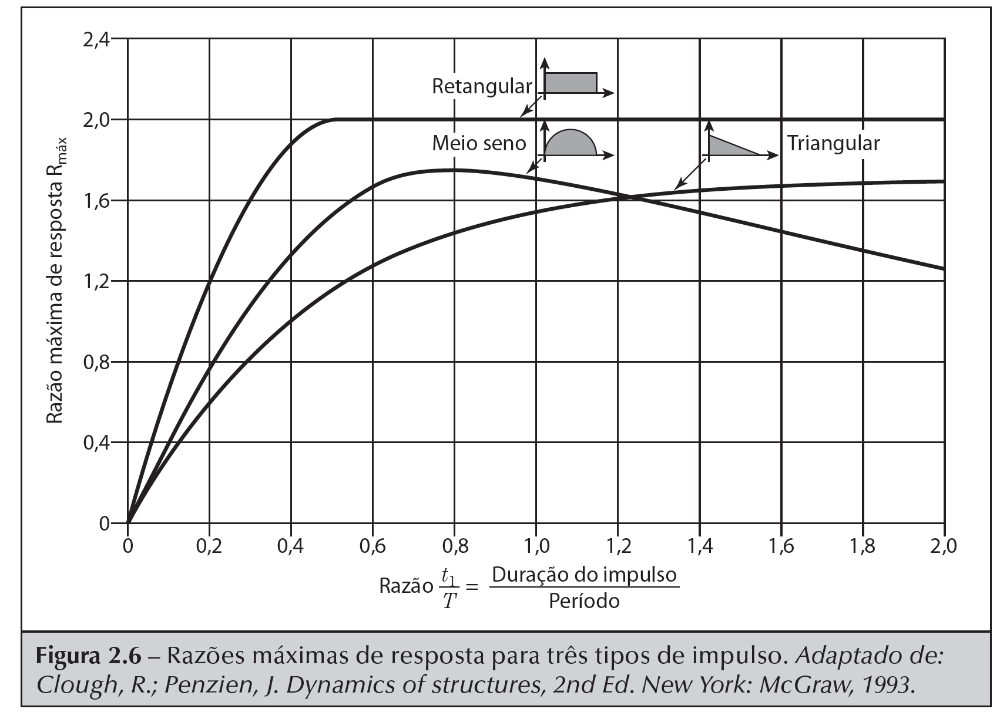 2,4
Retangular
2,0
Meio seno
Triangular
Razão máxima de resposta Rmáx
1,6
1,2
0,8
0,4
0
0 0,2 0,4 0,6 0,8 1,0 1,2 1,4 1,6 1,8 2,0
Razão t1/T = Duração do impulso/Período
Figura 2.6 – Razões máximas de resposta para três tipos de impulso. Adaptado de:
Clough, R.; Penzien, J. Dynamics of structures, 2nd Ed. New York: McGraw, 1993.